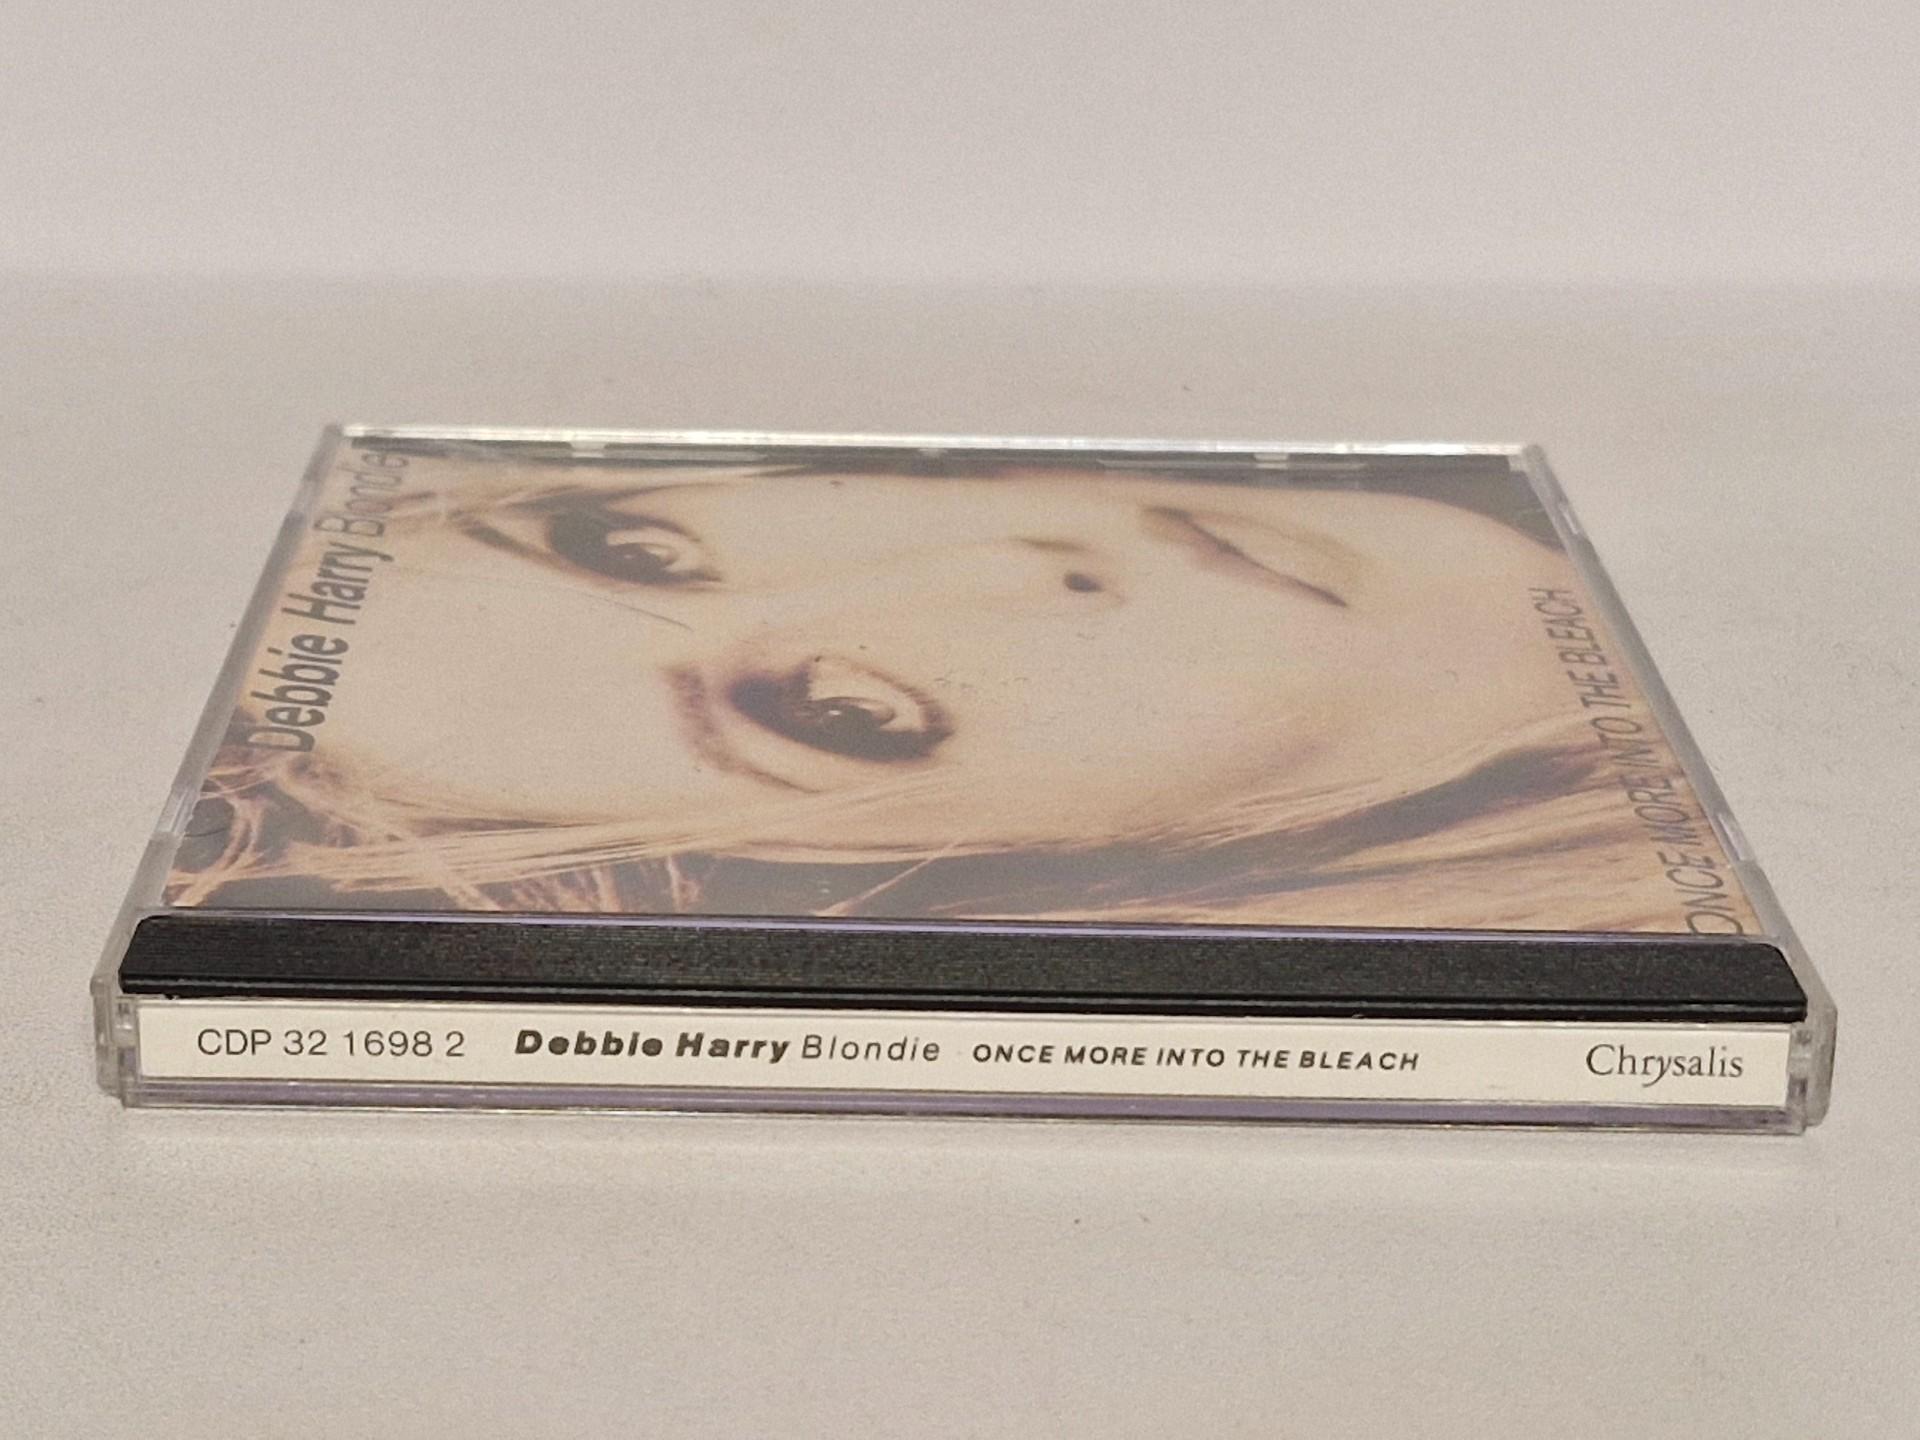 Debbie Harry Blondie
ONCE MORE INTO THE BLEACH
CDP 32 1698 2 Debbie Harry Blondie ONCE MORE INTO THE BLEACH Chrysalis